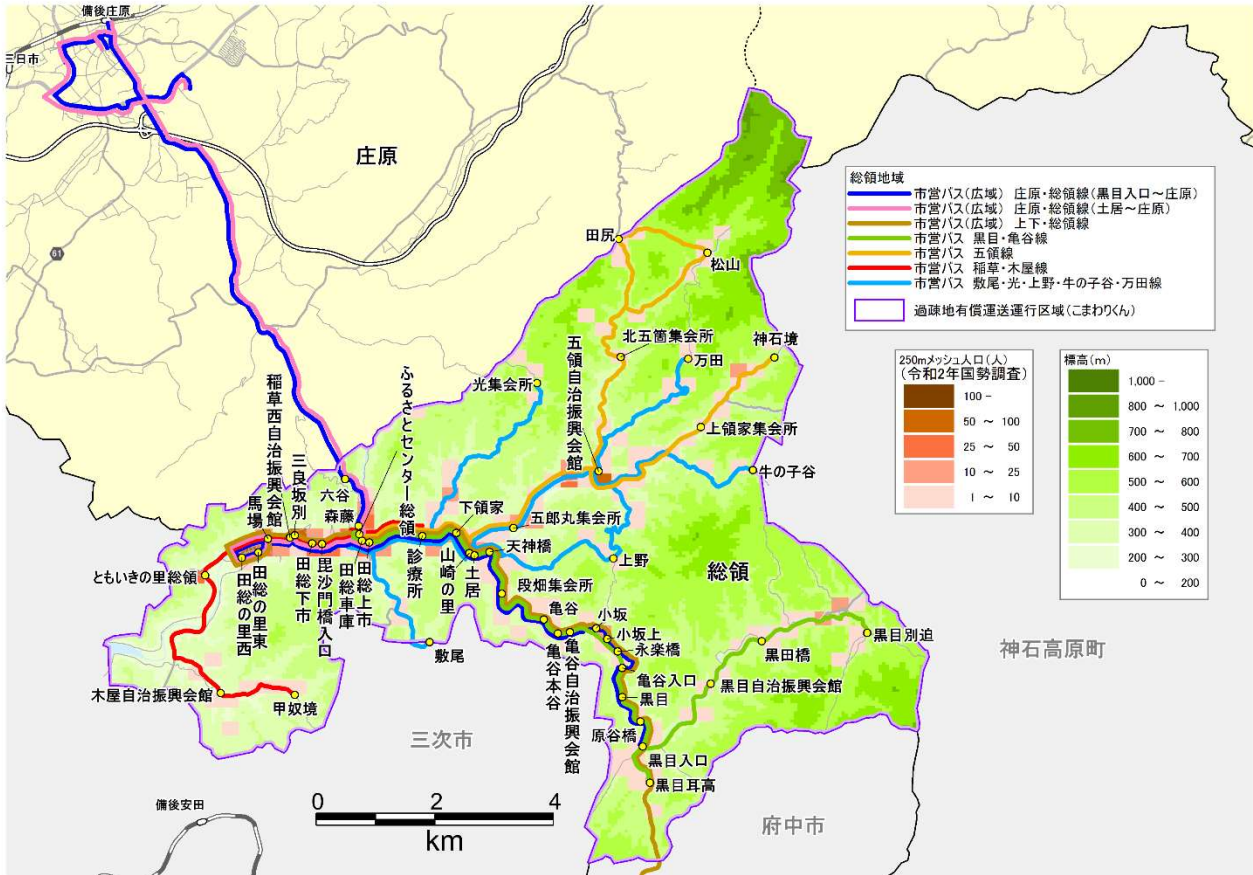 備後庄原
三日市
庄原
61
総領地域
市営バス(広域) 庄原・総領線(黒目入口～庄原)
市営バス(広域) 庄原・総領線(土居～庄原)
市営バス(広域) 上下・総領線
市営バス 黒目・亀谷線
市営バス 五領線
市営バス 稲草・木屋線
市営バス 敷尾・光・上野・牛の子谷・万田線
過疎地有償運送運行区域(こまわりくん)
250mメッシュ人口(人)
(令和2年国勢調査)
100 -
50 ～ 100
25 ～ 50
10 ～ 25
1 ～ 10
標高(m)
1,000 -
800 ～ 1,000
700 ～ 800
600 ～ 700
500 ～ 600
400 ～ 500
300 ～ 400
200 ～ 300
0 ～ 200
田尻
松山
北五箇集会所
万田
神石境
五領自治振興会館
光集会所
上領家集会所
牛の子谷
ふるさとセンター総領
稲草西自治振興会館
三良坂別
馬場
六谷
森藤
下領家
五郎丸集会所
天神橋
上野
総領
ともいきの里総領
田総の里西
田総の里東
田総下市
毘沙門橋入口
田総車庫
田総上市
診療所
山崎の里
土居
段畑集会所
敷尾
亀谷
亀谷本谷
亀谷自治振興会館
小坂
小坂上
永楽橋
亀谷入口
黒目
原谷橋
黒目入口
黒目耳高
黒目自治振興会館
黒田橋
黒目別迫
木屋自治振興会館
甲奴境
三次市
神石高原町
府中市
備後安田
0 2 4
km